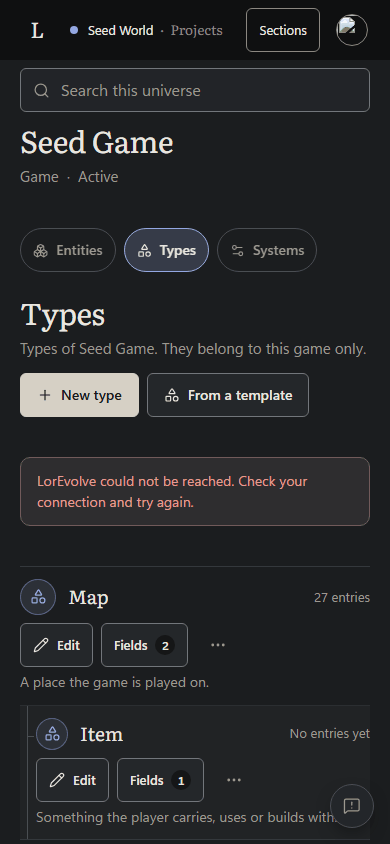 L
Seed World · Projects
Sections
Search this universe
Seed Game
Game · Active
Entities
Types
Systems
Types
Types of Seed Game. They belong to this game only.
New type
From a template
LorEvolve could not be reached. Check your
connection and try again.
Map
27 entries
Edit
Fields 2
A place the game is played on.
Item
No entries yet
Edit
Fields 1
Something the player carries, uses or builds with.